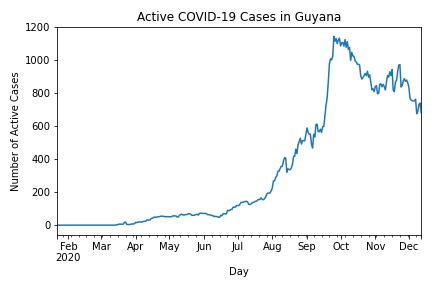 Active COVID-19 Cases in Guyana
1200
1000
800
600
400
200
0
Number of Active Cases
Feb Mar Apr May Jun Jul Aug Sep Oct Nov Dec
2020
Day